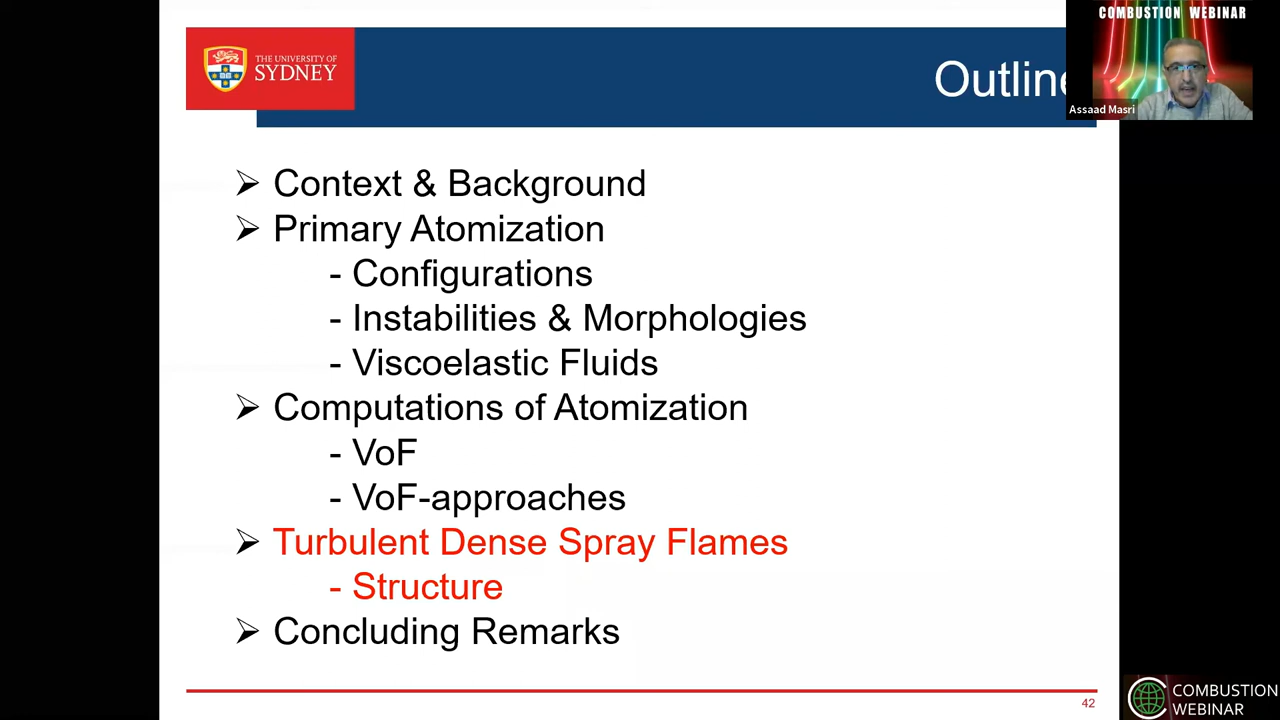 COMBUSTION WEBINAR
THE UNIVERSITY OF
SYDNEY
Outline
Assaad Masri
➢ Context & Background
➢ Primary Atomization
- Configurations
- Instabilities & Morphologies
- Viscoelastic Fluids
➢ Computations of Atomization
- VoF
- VoF-approaches
➢ Turbulent Dense Spray Flames
- Structure
➢ Concluding Remarks
42
COMBUSTION
WEBINAR